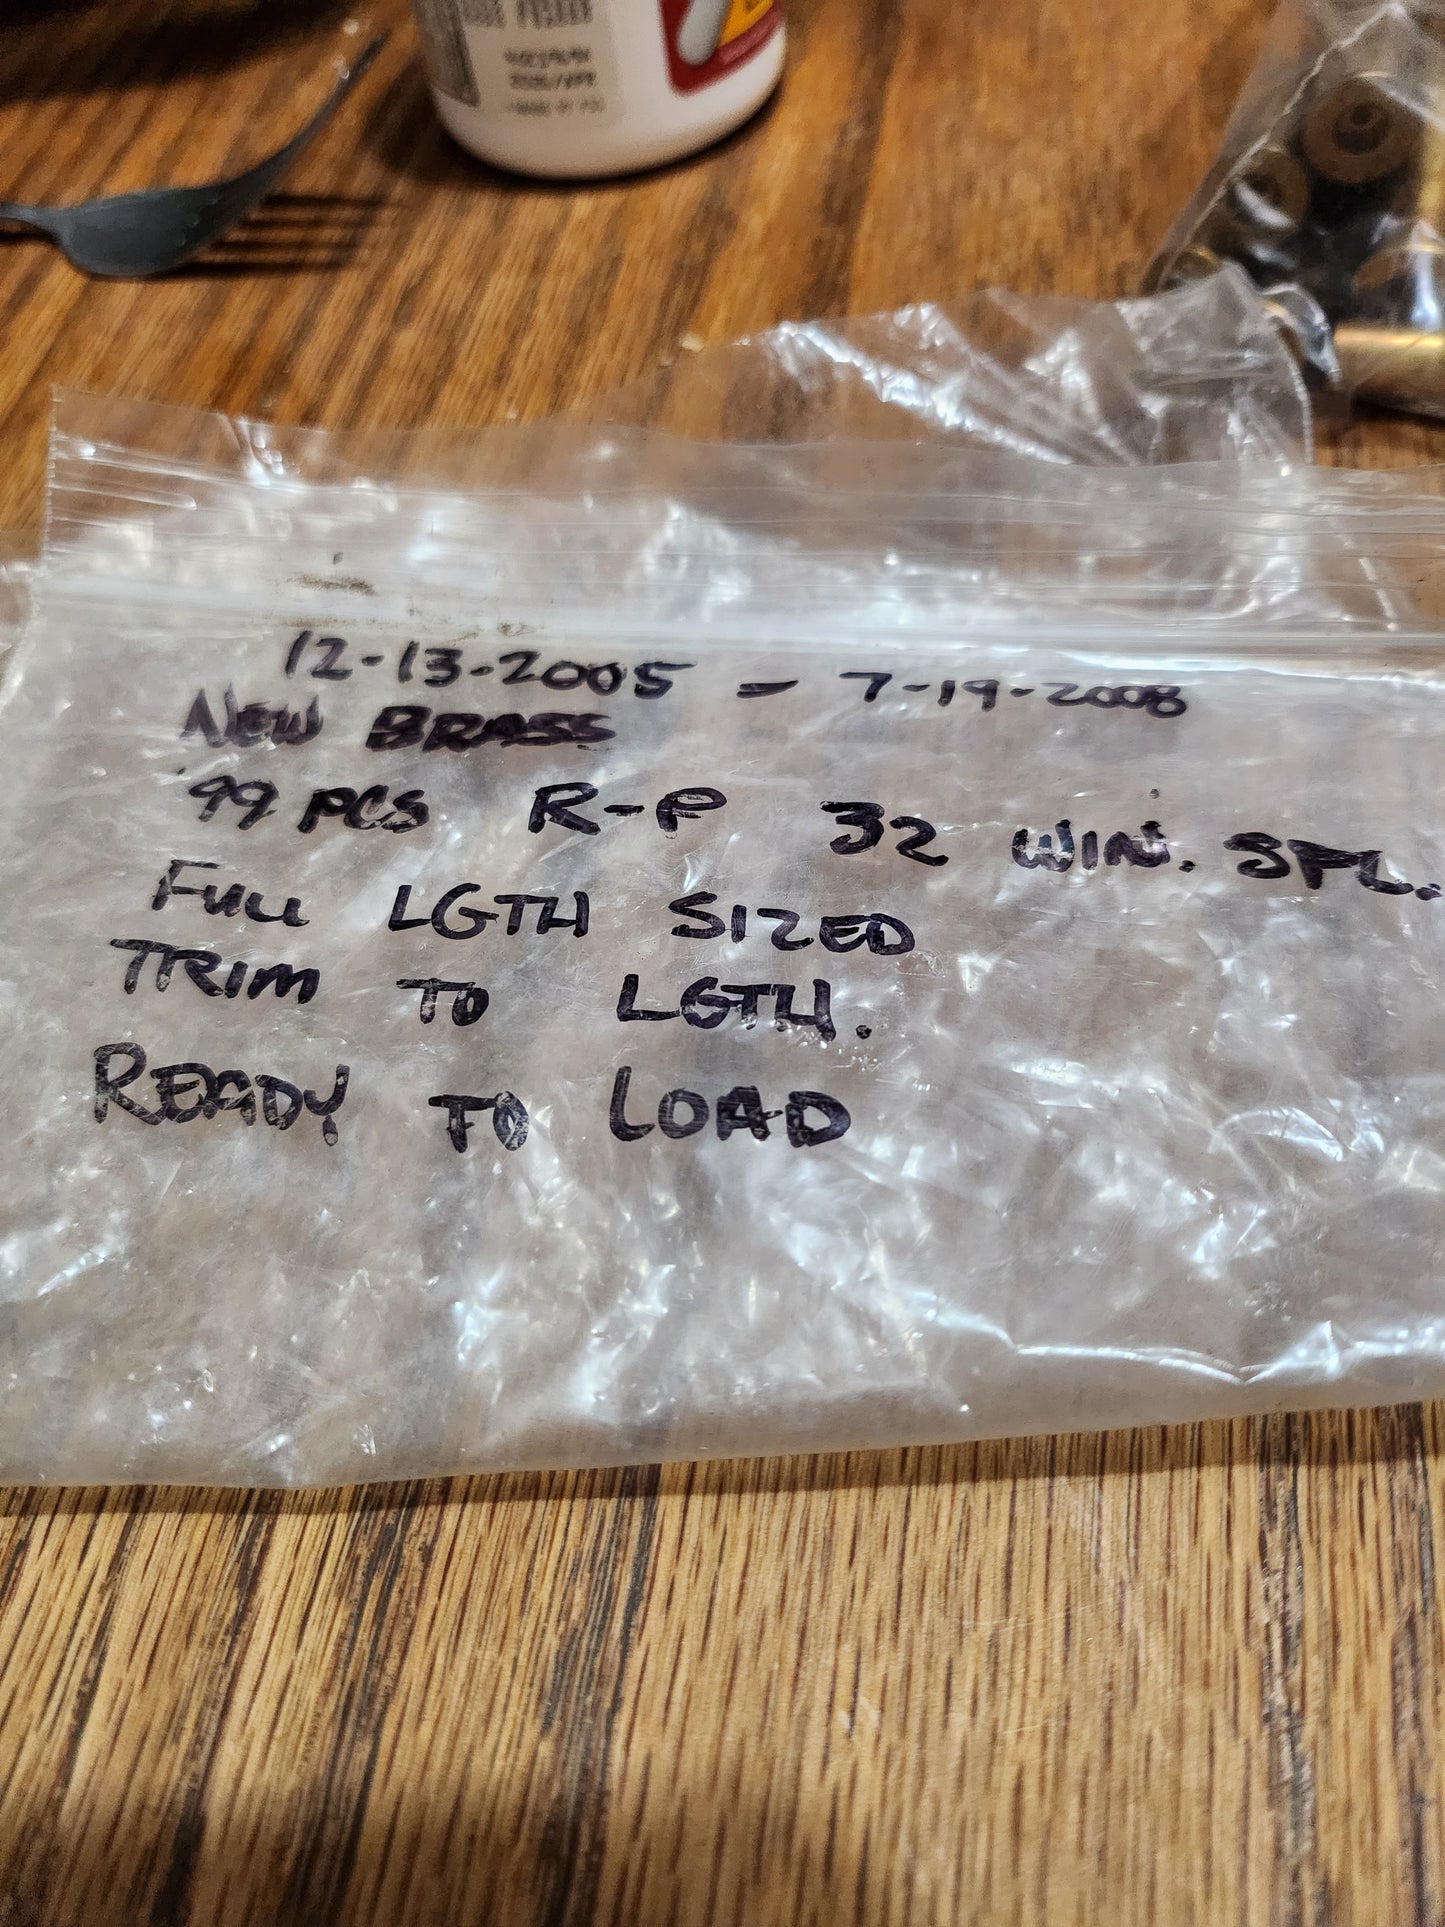 12-13-2005 - 7-19-2008
NEW BRASS
99 PCS R-P 32 WIN. SPL.
FULL LGTH SIZED
TRIM TO LGTH.
READY TO LOAD